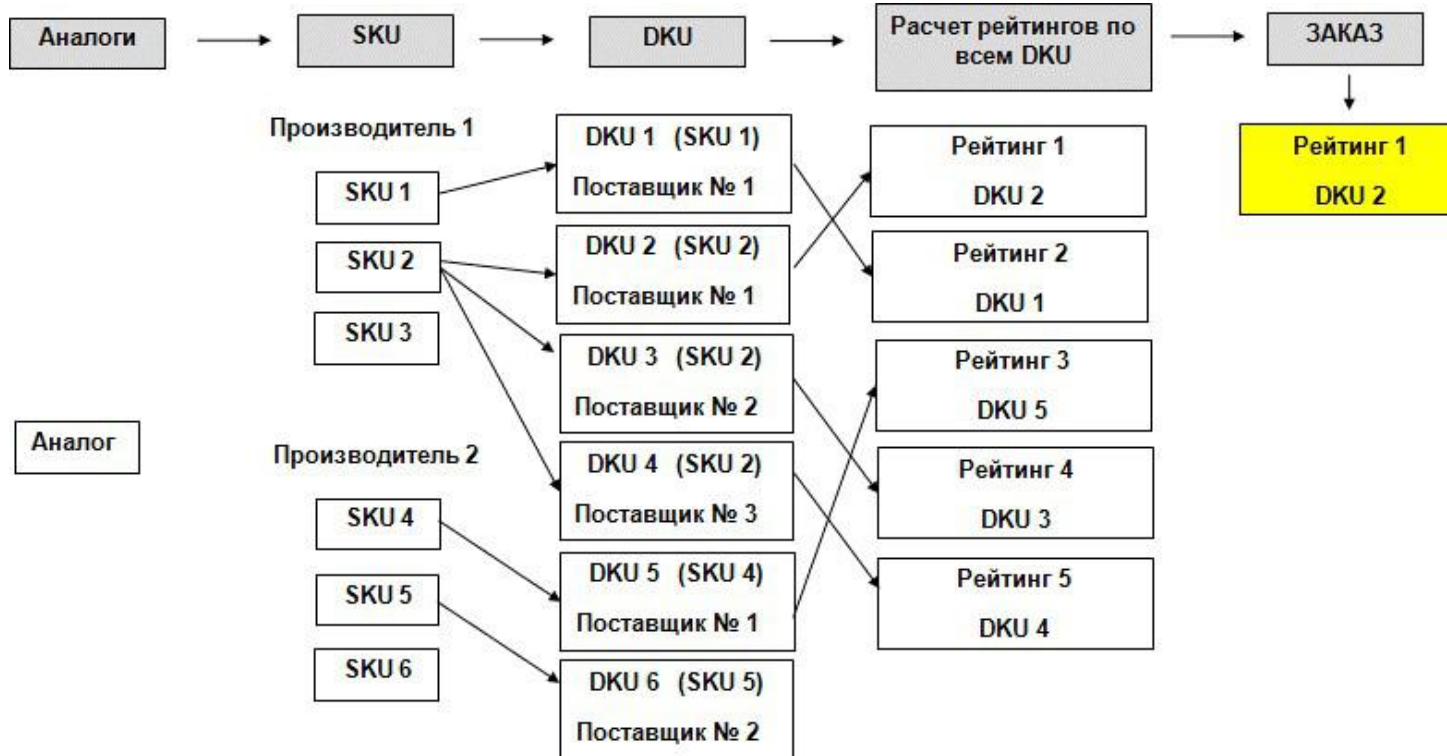 Аналоги
SKU
DKU
Расчет рейтингов по
всем DKU
ЗАКАЗ
Аналог
Производитель 1
SKU 1
SKU 2
SKU 3
Производитель 2
SKU 4
SKU 5
SKU 6
DKU 1 (SKU 1)
Поставщик № 1
DKU 2 (SKU 2)
Поставщик № 1
DKU 3 (SKU 2)
Поставщик № 2
DKU 4 (SKU 2)
Поставщик № 3
DKU 5 (SKU 4)
Поставщик № 1
DKU 6 (SKU 5)
Поставщик № 2
Рейтинг 1
DKU 2
Рейтинг 2
DKU 1
Рейтинг 3
DKU 5
Рейтинг 4
DKU 3
Рейтинг 5
DKU 4
Рейтинг 1
DKU 2